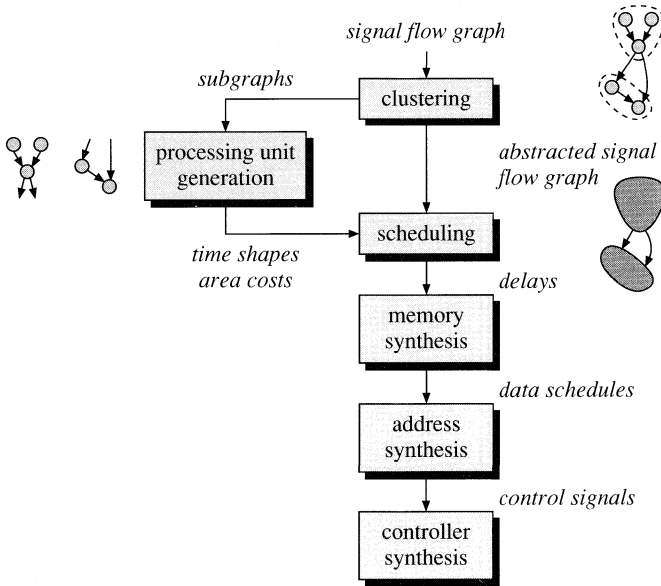 signal flow graph
subgraphs
clustering
processing unit
generation
abstracted signal
flow graph
scheduling
time shapes
area costs
delays
memory
synthesis
data schedules
address
synthesis
control signals
controller
synthesis